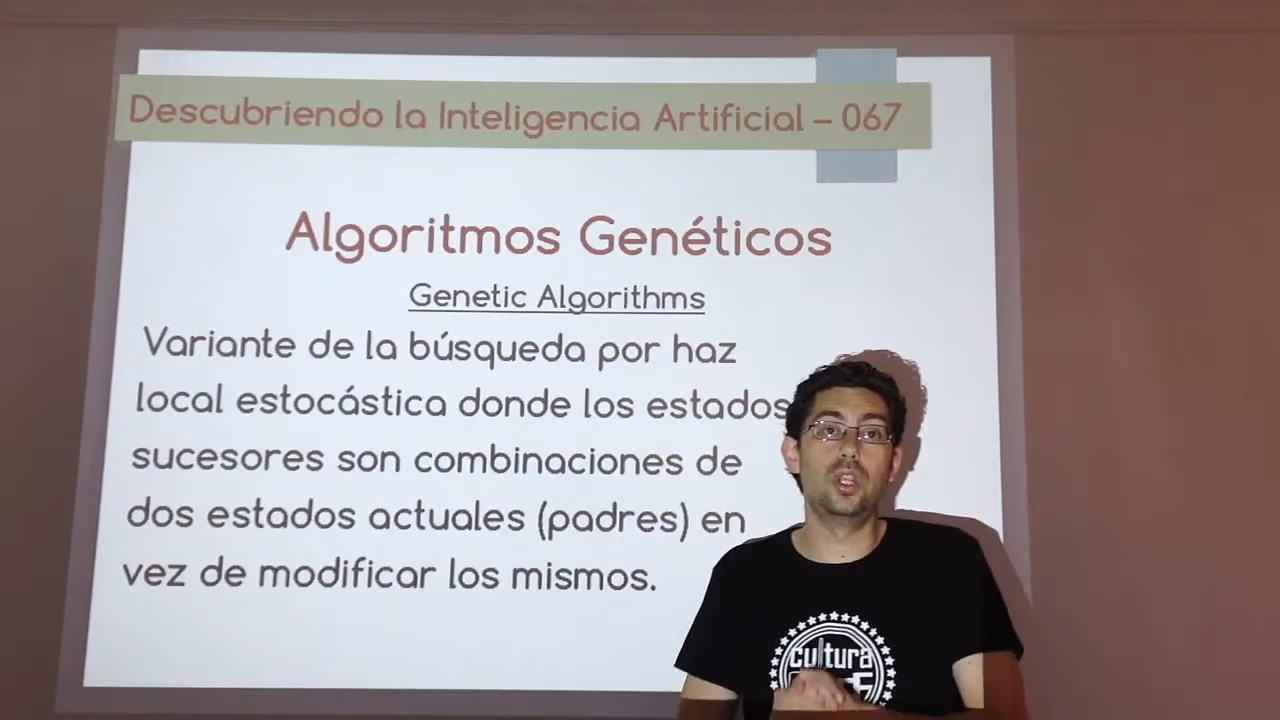 Descubriendo la Inteligencia Artificial – 067
Algoritmos Genéticos
Genetic Algorithms
Variante de la búsqueda por haz
local estocástica donde los estados
sucesores son combinaciones de
dos estados actuales (padres) en
vez de modificar los mismos.
cultura